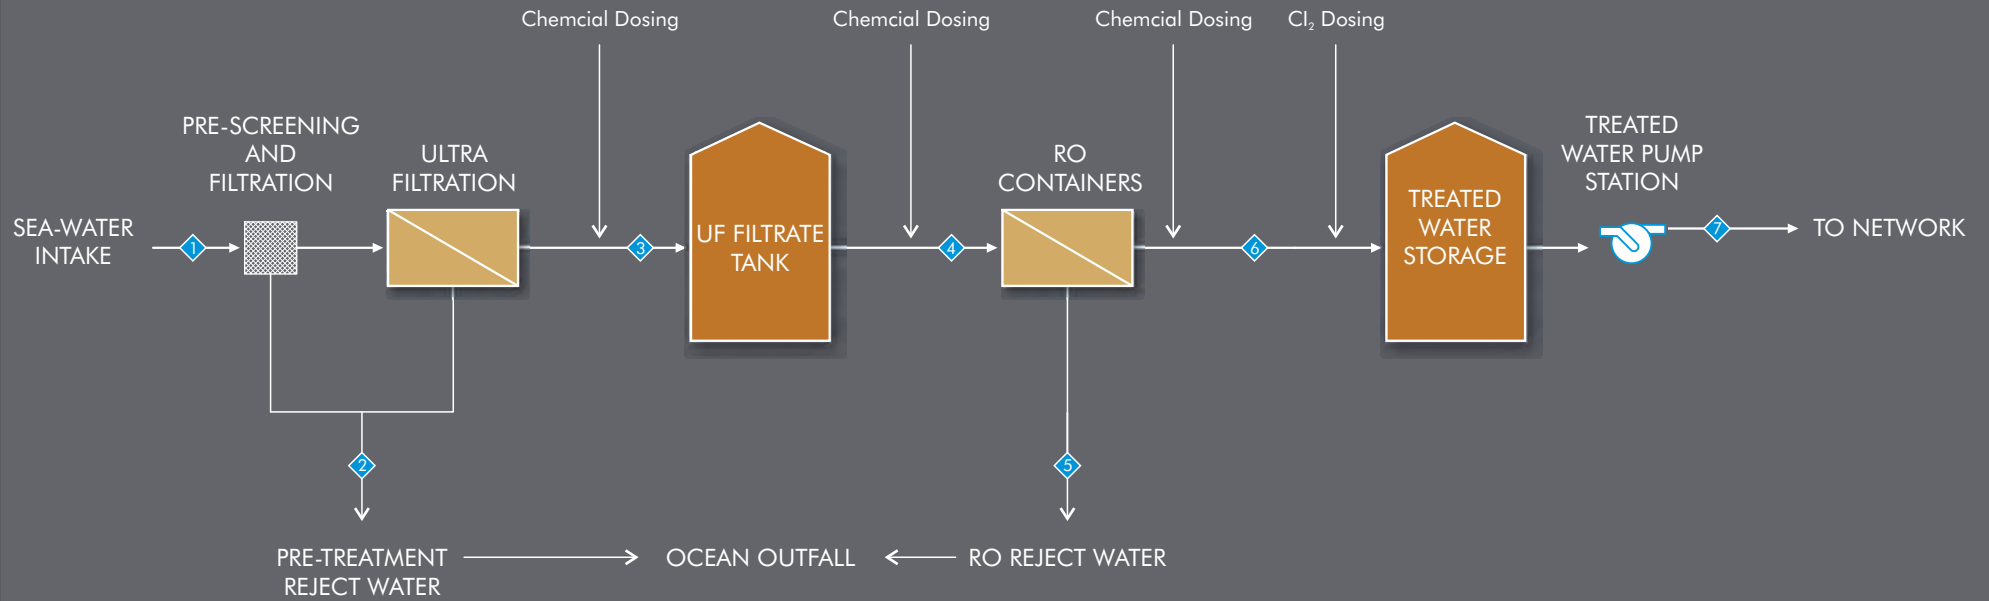 Chemcial Dosing
Chemcial Dosing
Chemcial Dosing
Cl₂ Dosing
PRE-SCREENING
AND
FILTRATION
ULTRA
FILTRATION
RO
CONTAINERS
TREATED
WATER PUMP
STATION
SEA-WATER
INTAKE
1
3
UF FILTRATE
TANK
4
6
TREATED
WATER
STORAGE
7
TO NETWORK
2
5
PRE-TREATMENT
REJECT WATER
OCEAN OUTFALL
RO REJECT WATER